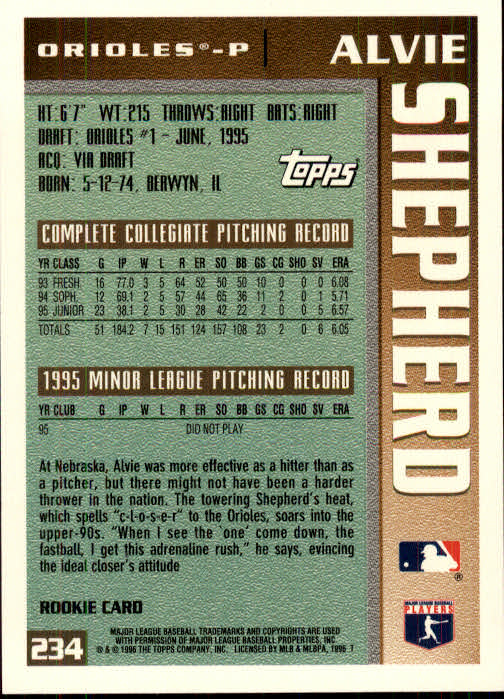 ORIOLES®-P
ALVIE
SHEPHERD
HT: 6'7" WT: 215 THROWS: RIGHT BATS: RIGHT
DRAFT: ORIOLES #1 - JUNE, 1995
ACQ: VIA DRAFT
BORN: 5-12-74, BERWYN, IL
TOPPS
COMPLETE COLLEGIATE PITCHING RECORD
YR CLASS G IP W L R ER SO BB GS CG SHO SV ERA
93 FRESH. 16 77.0 3 5 64 52 50 50 10 0 0 0 6.08
94 SOPH. 12 69.1 2 5 57 44 65 36 11 2 0 1 5.71
95 JUNIOR 23 38.1 2 5 30 28 42 22 2 0 0 5 6.57
TOTALS 51 184.2 7 15 151 124 157 108 23 2 0 6 6.05
1995 MINOR LEAGUE PITCHING RECORD
YR CLUB G IP W L R ER SO BB GS CG SHO SV ERA
95 DID NOT PLAY
At Nebraska, Alvie was more effective as a hitter than as
a pitcher, but there might not have been a harder
thrower in the nation. The towering Shepherd's heat,
which spells "c-l-o-s-e-r" to the Orioles, soars into the
upper-90s. "When I see the 'one' come down, the
fastball, I get this adrenaline rush," he says, evincing
the ideal closer's attitude
ROOKIE CARD
MAJOR LEAGUE BASEBALL
PLAYERS
234
MAJOR LEAGUE BASEBALL TRADEMARKS AND COPYRIGHTS ARE USED
WITH PERMISSION OF MAJOR LEAGUE BASEBALL PROPERTIES, INC.
® & © 1996 THE TOPPS COMPANY, INC. LICENSED BY MLB & MLBPA, 1996